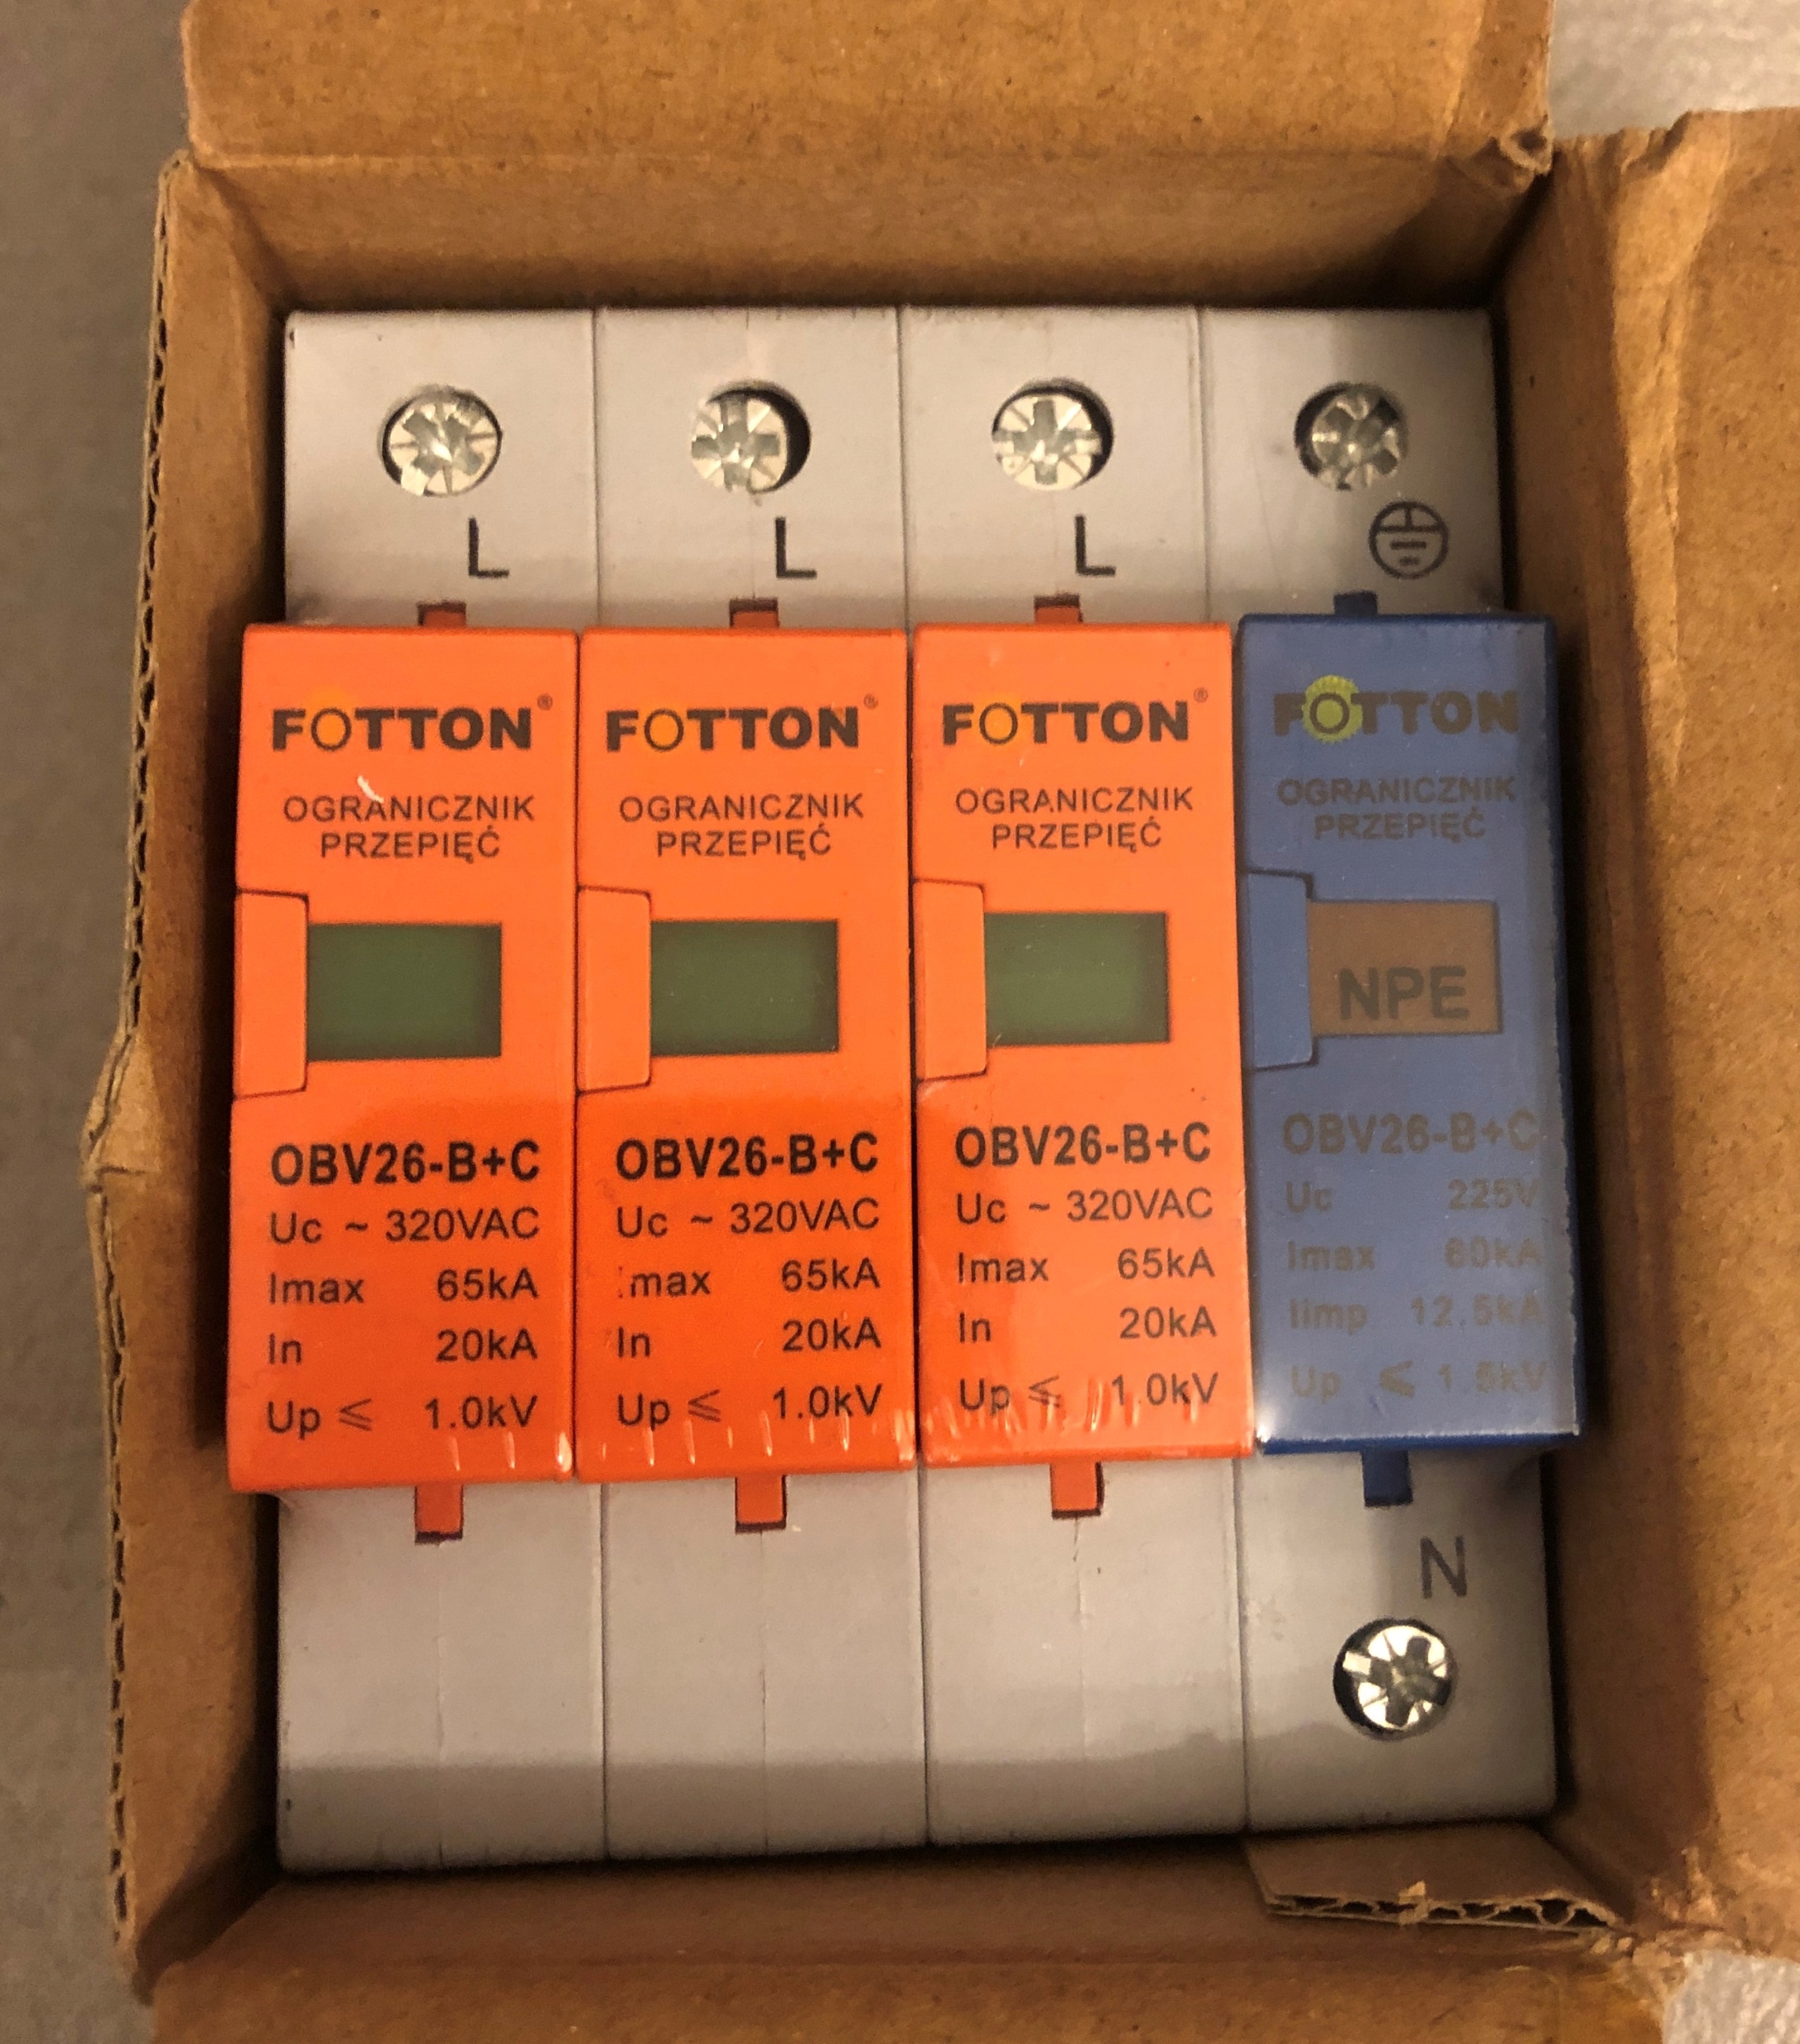 L
L
L
FOTTON®
OGRANICZNIK
PRZEPIĘĆ
OBV26-B+C
Uc ~ 320VAC
Imax 65kA
In 20kA
Up ⩽ 1.0kV
FOTTON®
OGRANICZNIK
PRZEPIĘĆ
OBV26-B+C
Uc ~ 320VAC
Imax 65kA
In 20kA
Up ⩽ 1.0kV
FOTTON®
OGRANICZNIK
PRZEPIĘĆ
OBV26-B+C
Uc ~ 320VAC
Imax 65kA
In 20kA
Up ⩽ 1.0kV
FOTTON
OGRANICZNIK
PRZEPIĘĆ
NPE
OBV26-B+C
Uc 225V
Imax 60kA
Iimp 12.5kA
Up ⩽ 1.5kV
N